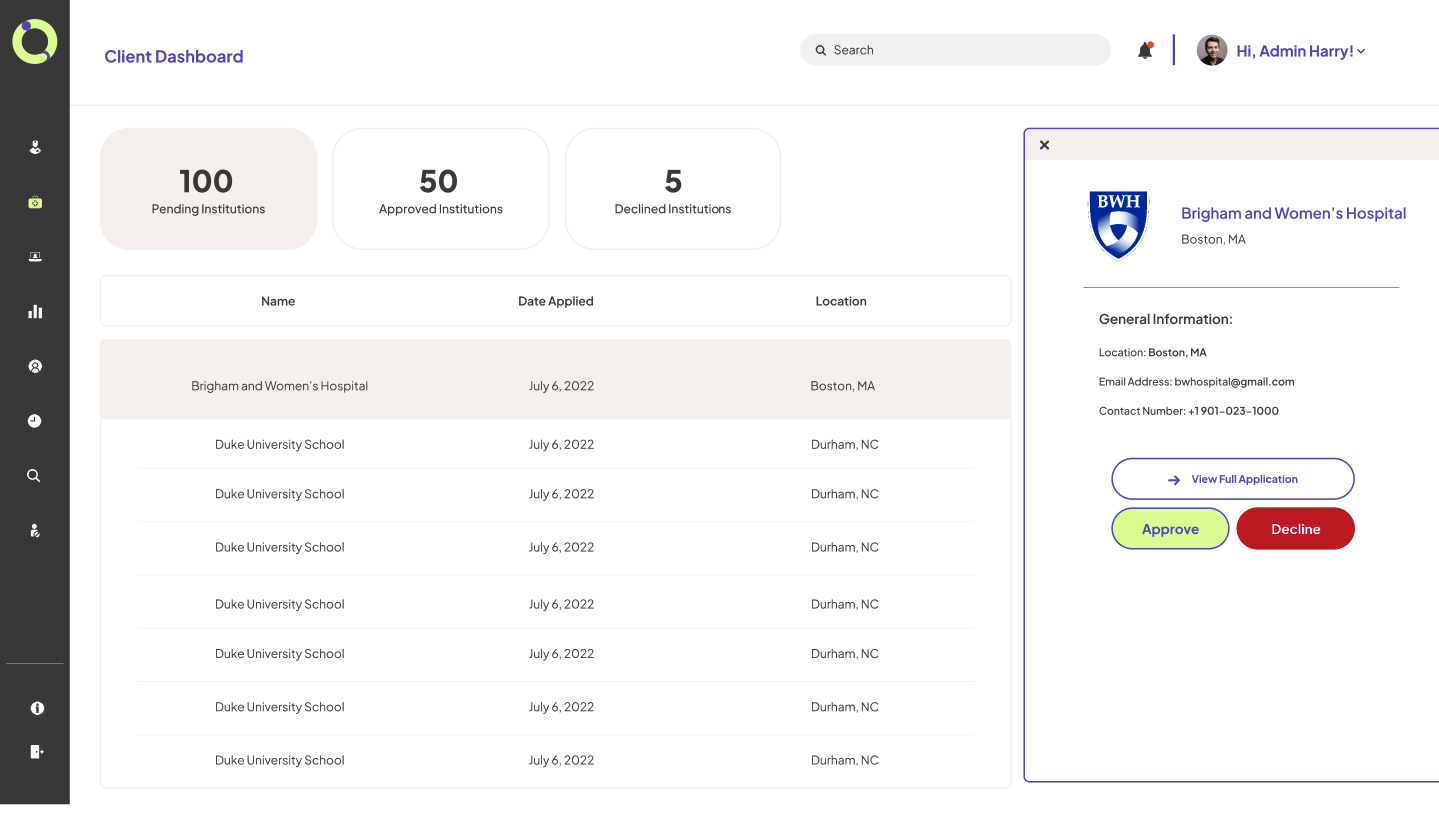 Client Dashboard
Search
Hi, Admin Harry!
100
Pending Institutions
50
Approved Institutions
5
Declined Institutions
Name Date Applied Location
Brigham and Women's Hospital July 6, 2022 Boston, MA
Duke University School July 6, 2022 Durham, NC
Duke University School July 6, 2022 Durham, NC
Duke University School July 6, 2022 Durham, NC
Duke University School July 6, 2022 Durham, NC
Duke University School July 6, 2022 Durham, NC
Duke University School July 6, 2022 Durham, NC
Duke University School July 6, 2022 Durham, NC
BWH
Brigham and Women's Hospital
Boston, MA
General Information:
Location: Boston, MA
Email Address: bwhospital@gmail.com
Contact Number: +1 901-023-1000
View Full Application
Approve
Decline